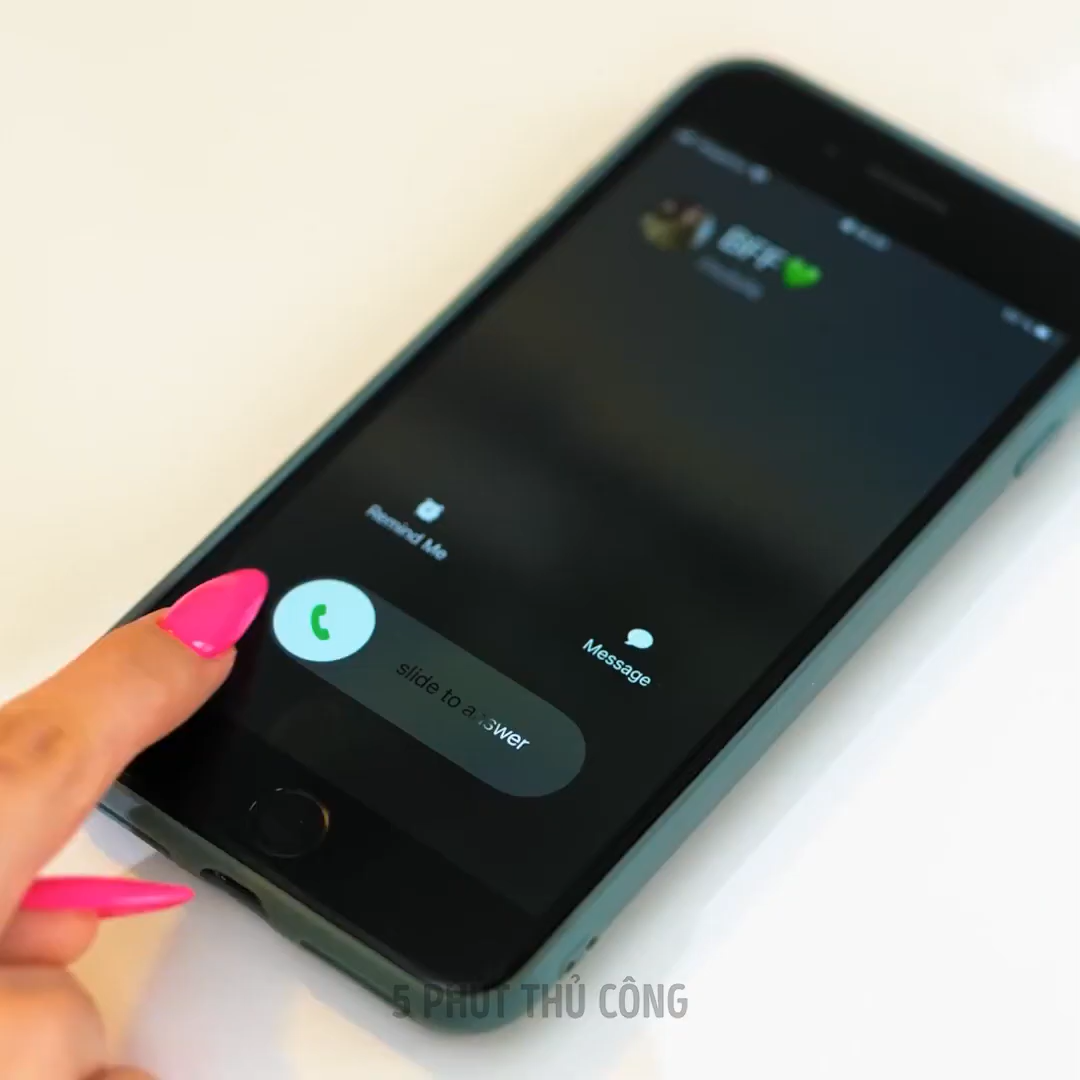 BFF💚
Remind Me
Message
slide to answer
5 PHÚT THỦ CÔNG